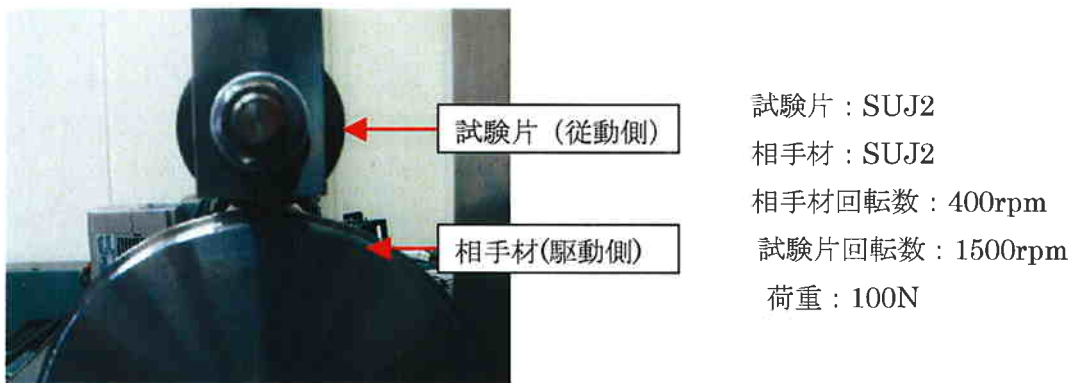 試験片（従動側）
相手材(駆動側)
試験片：SUJ2
相手材：SUJ2
相手材回転数：400rpm
試験片回転数：1500rpm
荷重：100N